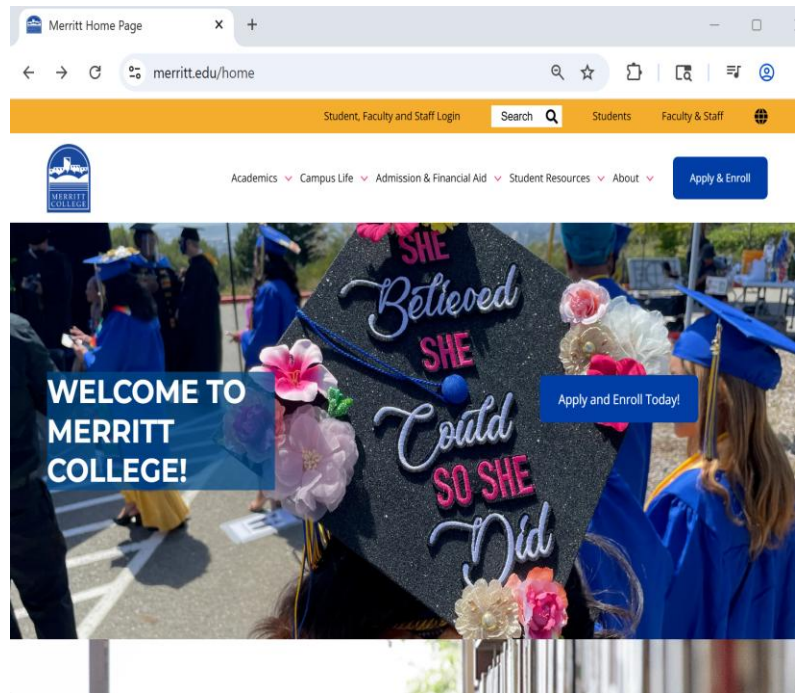 Merritt Home Page
merritt.edu/home
Student, Faculty and Staff Login Search Students Faculty & Staff
MERRITT
COLLEGE
Academics Campus Life Admission & Financial Aid Student Resources About Apply & Enroll
SHE
Believed
SHE
Could
SO SHE
Did
WELCOME TO
MERRITT
COLLEGE!
Apply and Enroll Today!